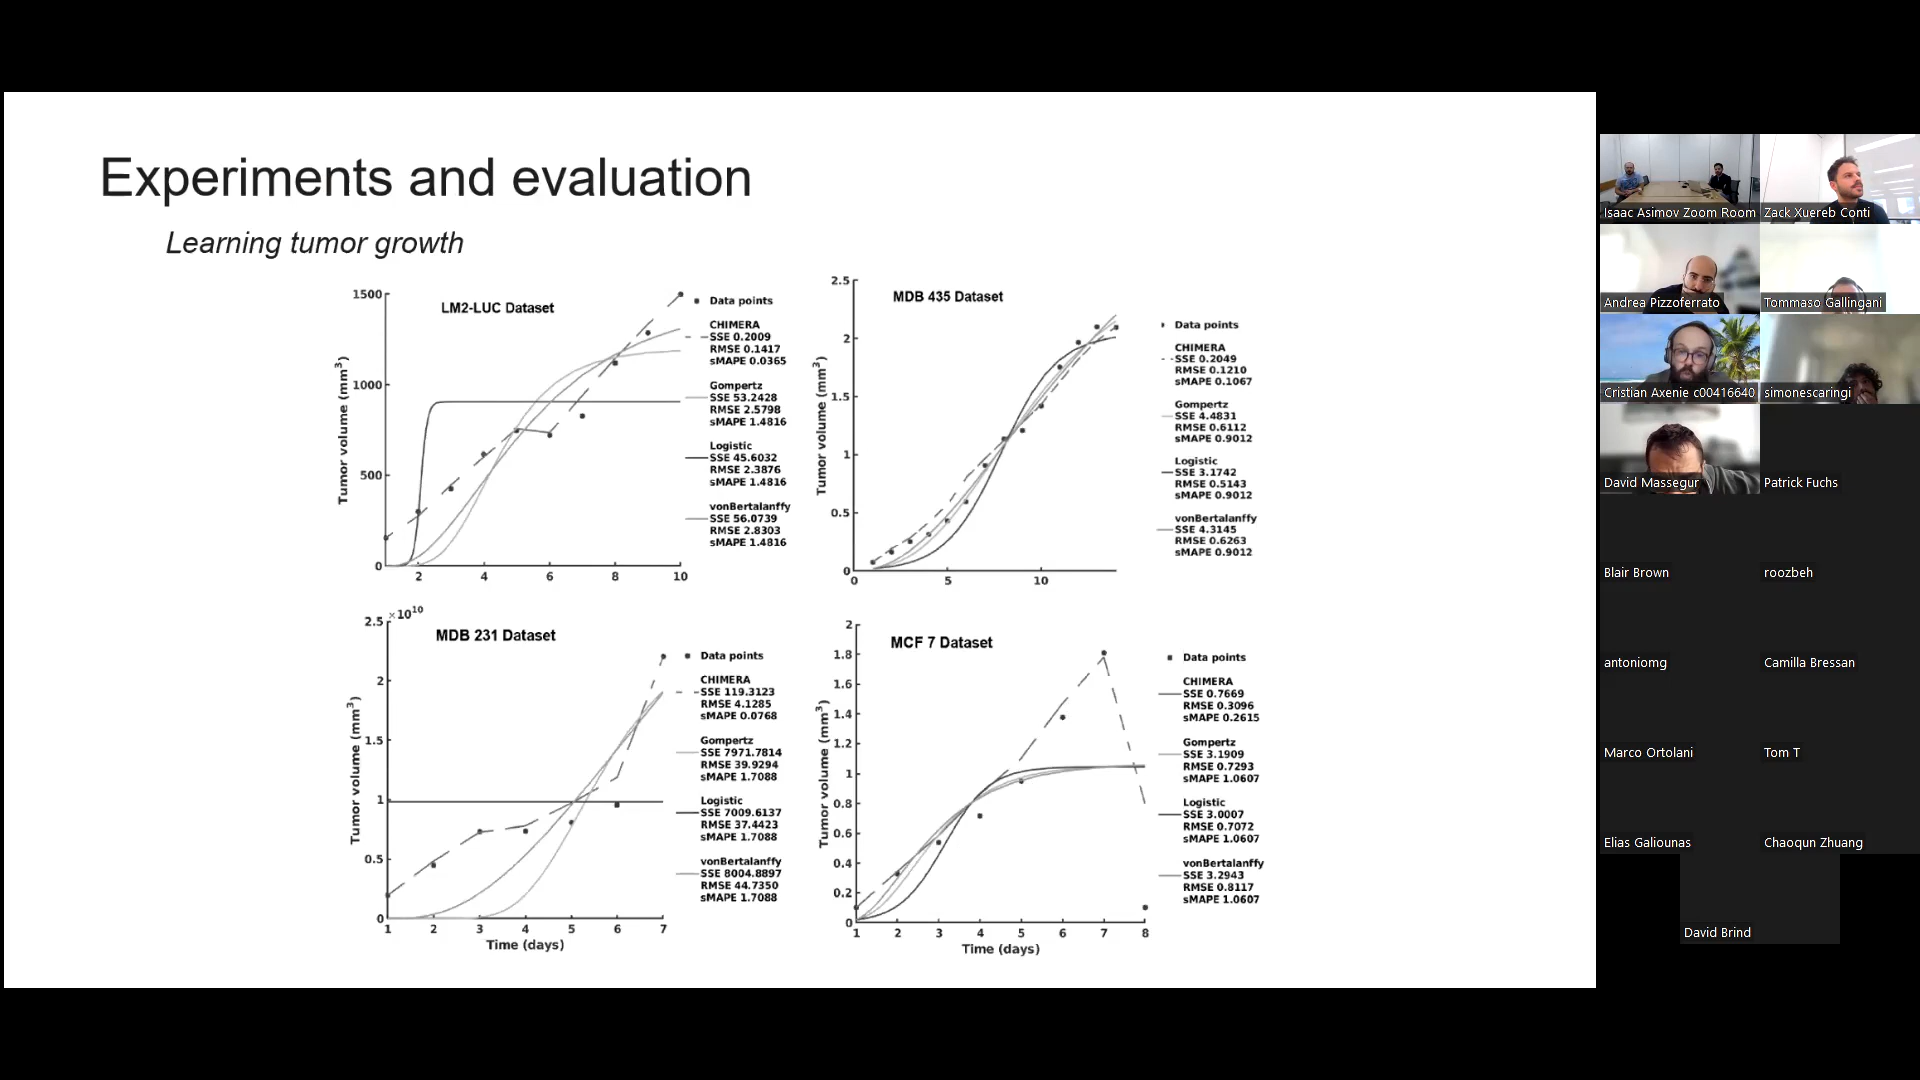 Experiments and evaluation
Learning tumor growth
LM2-LUC Dataset
Tumor volume (mm3)
1500
1000
500
0
2
4
6
8
10
Data points
CHIMERA
SSE 0.2009
RMSE 0.1417
sMAPE 0.0365
Gompertz
SSE 53.2428
RMSE 2.5798
sMAPE 1.4816
Logistic
SSE 45.6032
RMSE 2.3876
sMAPE 1.4816
vonBertalanffy
SSE 56.0739
RMSE 2.8303
sMAPE 1.4816
MDB 435 Dataset
Tumor volume (mm3)
2.5
2
1.5
1
0.5
0
0
5
10
Data points
CHIMERA
SSE 0.2049
RMSE 0.1210
sMAPE 0.1067
Gompertz
SSE 4.4831
RMSE 0.6112
sMAPE 0.9012
Logistic
SSE 3.1742
RMSE 0.5143
sMAPE 0.9012
vonBertalanffy
SSE 4.3145
RMSE 0.6263
sMAPE 0.9012
MDB 231 Dataset
Tumor volume (mm3)
×1010
2.5
2
1.5
1
0.5
0
1
2
3
4
5
6
7
Time (days)
Data points
CHIMERA
SSE 119.3123
RMSE 4.1285
sMAPE 0.0768
Gompertz
SSE 7971.7814
RMSE 39.9294
sMAPE 1.7088
Logistic
SSE 7009.6137
RMSE 37.4423
sMAPE 1.7088
vonBertalanffy
SSE 8004.8897
RMSE 44.7350
sMAPE 1.7088
MCF 7 Dataset
Tumor volume (mm3)
2
1.8
1.6
1.4
1.2
1
0.8
0.6
0.4
0.2
0
1
2
3
4
5
6
7
8
Time (days)
Data points
CHIMERA
SSE 0.7669
RMSE 0.3096
sMAPE 0.2615
Gompertz
SSE 3.1909
RMSE 0.7293
sMAPE 1.0607
Logistic
SSE 3.0007
RMSE 0.7072
sMAPE 1.0607
vonBertalanffy
SSE 3.2943
RMSE 0.8117
sMAPE 1.0607
Isaac Asimov Zoom Room
Zack Xuereb Conti
Andrea Pizzoferrato
Tommaso Gallingani
Cristian Axenie c00416640
simonescaringi
David Massegur
Patrick Fuchs
Blair Brown
roozbeh
antoniomg
Camilla Bressan
Marco Ortolani
Tom T
Elias Galiounas
Chaoqun Zhuang
David Brind